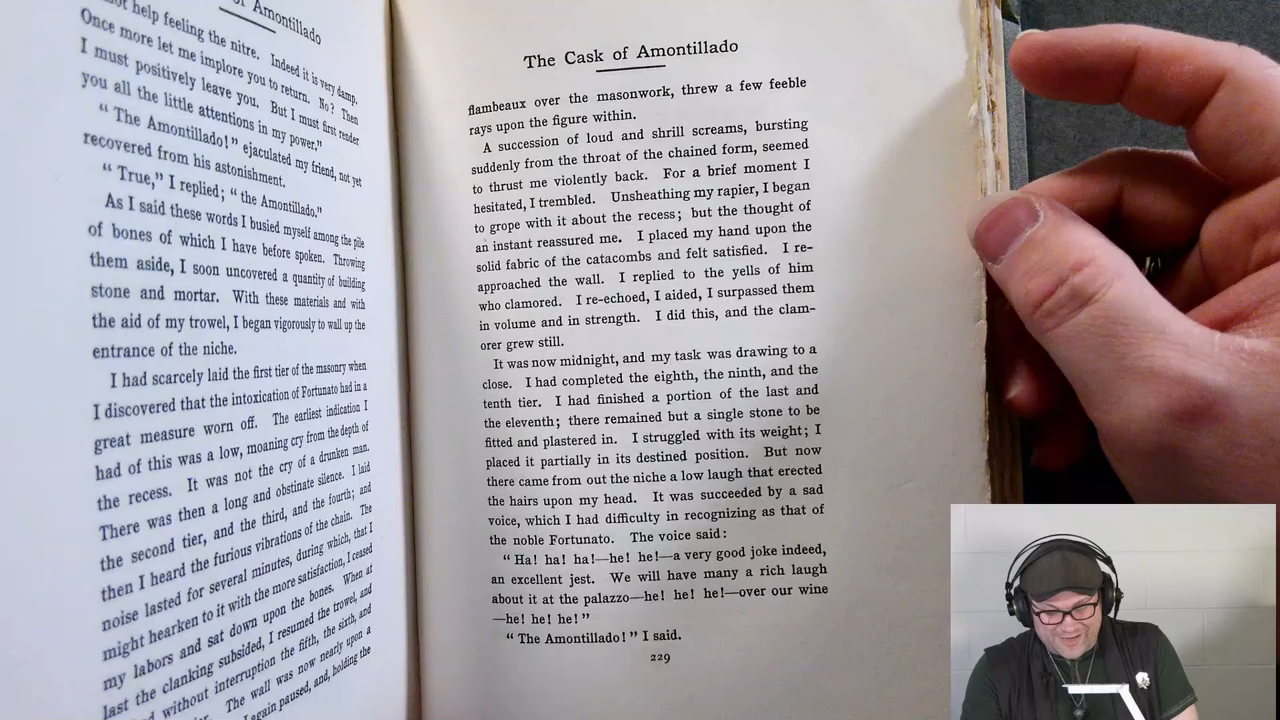 of Amontillado
not help feeling the nitre. Indeed it is very damp.
Once more let me implore you to return. No? Then
I must positively leave you. But I must first render
you all the little attentions in my power."
"The Amontillado!" ejaculated my friend, not yet
recovered from his astonishment.
"True," I replied; "the Amontillado."
As I said these words I busied myself among the pile
of bones of which I have before spoken. Throwing
them aside, I soon uncovered a quantity of building
stone and mortar. With these materials and with
the aid of my trowel, I began vigorously to wall up the
entrance of the niche.
I had scarcely laid the first tier of the masonry when
I discovered that the intoxication of Fortunato had in a
great measure worn off. The earliest indication I
had of this was a low, moaning cry from the depth of
the recess. It was not the cry of a drunken man.
There was then a long and obstinate silence. I laid
the second tier, and the third, and the fourth; and
then I heard the furious vibrations of the chain. The
noise lasted for several minutes, during which, that I
might hearken to it with the more satisfaction, I ceased
my labors and sat down upon the bones. When at
last the clanking subsided, I resumed the trowel, and
without interruption the fifth, the sixth, and
The wall was now nearly upon a
I again paused, and, holding the
The Cask of Amontillado
flambeaux over the masonwork, threw a few feeble
rays upon the figure within.
A succession of loud and shrill screams, bursting
suddenly from the throat of the chained form, seemed
to thrust me violently back. For a brief moment I
hesitated, I trembled. Unsheathing my rapier, I began
to grope with it about the recess; but the thought of
an instant reassured me. I placed my hand upon the
solid fabric of the catacombs and felt satisfied. I re-
approached the wall. I replied to the yells of him
who clamored. I re-echoed, I aided, I surpassed them
in volume and in strength. I did this, and the clam-
orer grew still.
It was now midnight, and my task was drawing to a
close. I had completed the eighth, the ninth, and the
tenth tier. I had finished a portion of the last and
the eleventh; there remained but a single stone to be
fitted and plastered in. I struggled with its weight; I
placed it partially in its destined position. But now
there came from out the niche a low laugh that erected
the hairs upon my head. It was succeeded by a sad
voice, which I had difficulty in recognizing as that of
the noble Fortunato. The voice said:
"Ha! ha! ha!—he! he!—a very good joke indeed,
an excellent jest. We will have many a rich laugh
about it at the palazzo—he! he! he!—over our wine
—he! he! he!"
"The Amontillado!" I said.
229